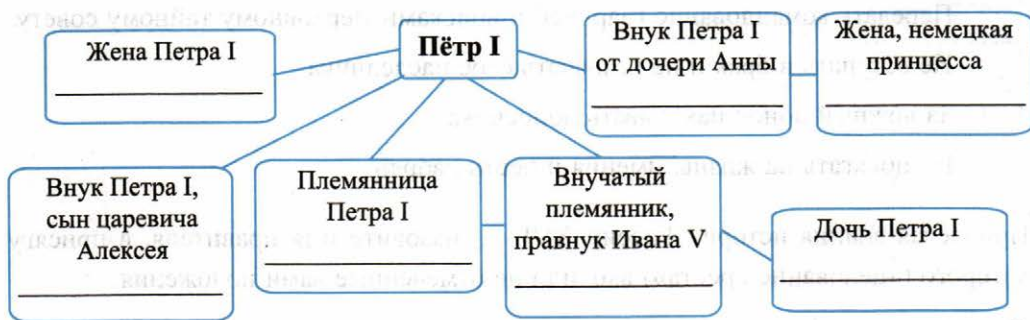 Жена Петра I
Пётр I
Внук Петра I
от дочери Анны
Жена, немецкая
принцесса
Внук Петра I,
сын царевича
Алексея
Племянница
Петра I
Внучатый
племянник,
правнук Ивана V
Дочь Петра I